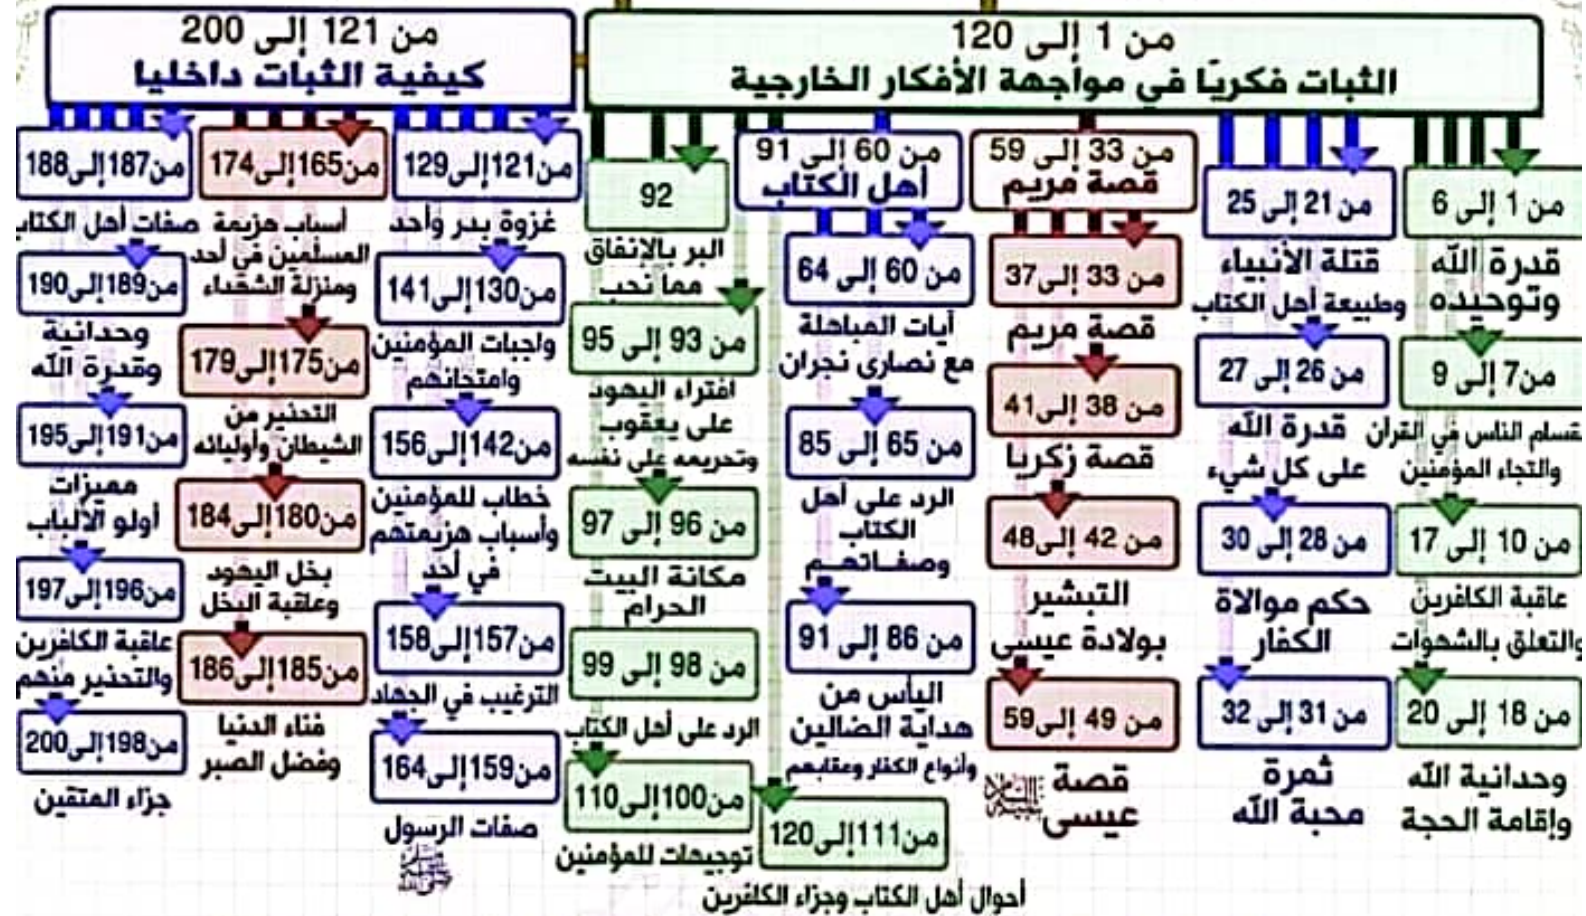 من 1 إلى 120
الثبات فكريًا في مواجهة الأفكار الخارجية
من 1 إلى 6
قدرة الله
وتوحيده
من7 إلى 9
قسام الناس في القرآن
والتجاء المؤمنين
من 10 إلى 17
عاقبة الكافرين
والتعلق بالشهوات
من 18 إلى 20
وحدانية الله
وإقامة الحجة
من 21 إلى 25
قتلة الأنبياء
وطبيعة أهل الكتاب
من 26 إلى 27
قدرة الله
على كل شيء
من 28 إلى 30
حكم موالاة
الكفار
من 31 إلى 32
ثمرة
محبة الله
من 33 إلى 59
قصة مريم
من 33 إلى 37
قصة مريم
من 38 إلى 41
قصة زكريا
من 42 إلى 48
التبشير
بولادة عيسى
من 49 إلى 59
قصة
عيسى
من 60 إلى 91
أهل الكتاب
من 60 إلى 64
آيات المباهلة
مع نصارى نجران
من 65 إلى 85
الرد على أهل
الكتاب
وصفـاتهـم
من 86 إلى 91
اليأس من
هداية الضالين
وأنواع الكفار وعقابهم
92
البر بالإنفاق
مما نحب
من 93 إلى 95
افتراء اليهود
على يعقوب
وتحريمه على نفسه
من 96 إلى 97
مكانة البيت
الحرام
من 98 إلى 99
الرد على أهل الكتاب
من100إلى110
توجيهات للمؤمنين
من111إلى120
أحوال أهل الكتاب وجزاء الكافرين
من 121 إلى 200
كيفية الثبات داخليا
من121إلى129
غزوة بدر وأحد
من130إلى141
واجبات المؤمنين
وامتحانهم
من142إلى156
خطاب للمؤمنين
وأسباب هزيمتهم
في أحد
من157إلى158
الترغيب في الجهاد
من159إلى164
صفات الرسول
ﷺ
من165إلى174
أسباب هزيمة
المسلمين في أحد
ومنزلة الشهداء
من175إلى179
التحذير من
الشيطان وأوليائه
من180إلى184
بخل اليهود
وعاقبة البخل
من185إلى186
فناء الدنيا
وفضل الصبر
من187إلى188
صفات أهل الكتاب
من189إلى190
وحدانية
وقدرة الله
من191إلى195
مميزات
أولو الألباب
من196إلى197
عاقبة الكافرين
والتحذير منهم
من198إلى200
جزاء المتقين